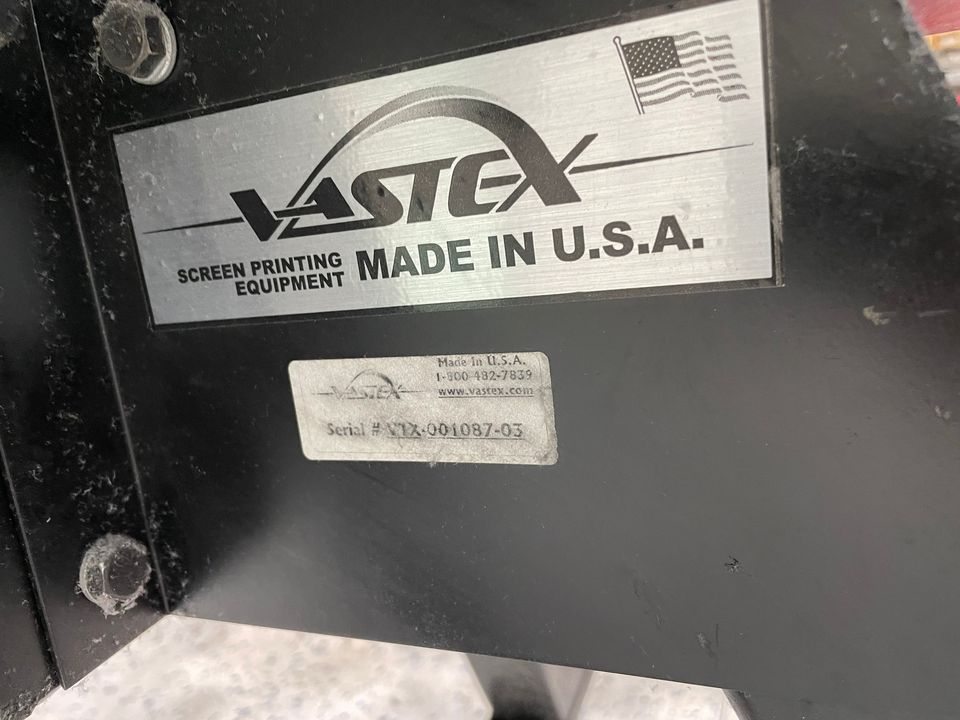 VASTEX
SCREEN PRINTING
EQUIPMENT
MADE IN U.S.A.
VASTEX
Made in U.S.A.
1-800-482-7839
www.vastex.com
Serial # VTX-001087-03